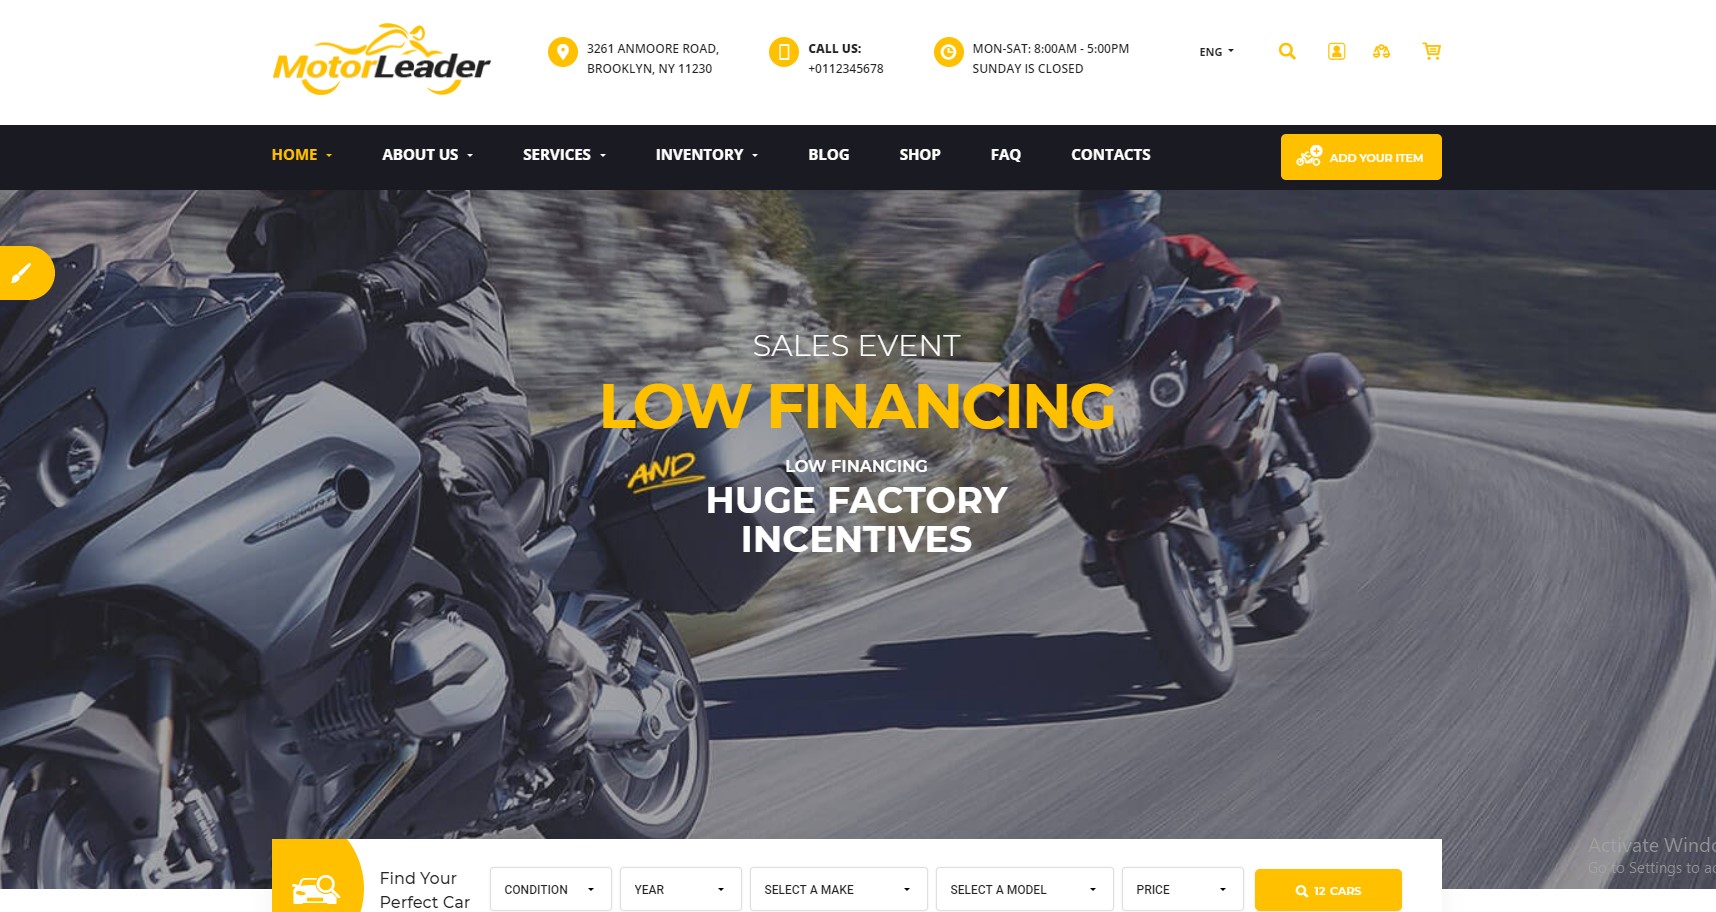 MotorLeader
3261 ANMOORE ROAD,
BROOKLYN, NY 11230
CALL US:
+0112345678
MON-SAT: 8:00AM - 5:00PM
SUNDAY IS CLOSED
ENG
HOME
ABOUT US
SERVICES
INVENTORY
BLOG
SHOP
FAQ
CONTACTS
ADD YOUR ITEM
SALES EVENT
LOW FINANCING
AND
LOW FINANCING
HUGE FACTORY
INCENTIVES
Activate Windo
Go to Settings to ac
Find Your
Perfect Car
CONDITION
YEAR
SELECT A MAKE
SELECT A MODEL
PRICE
12 CARS